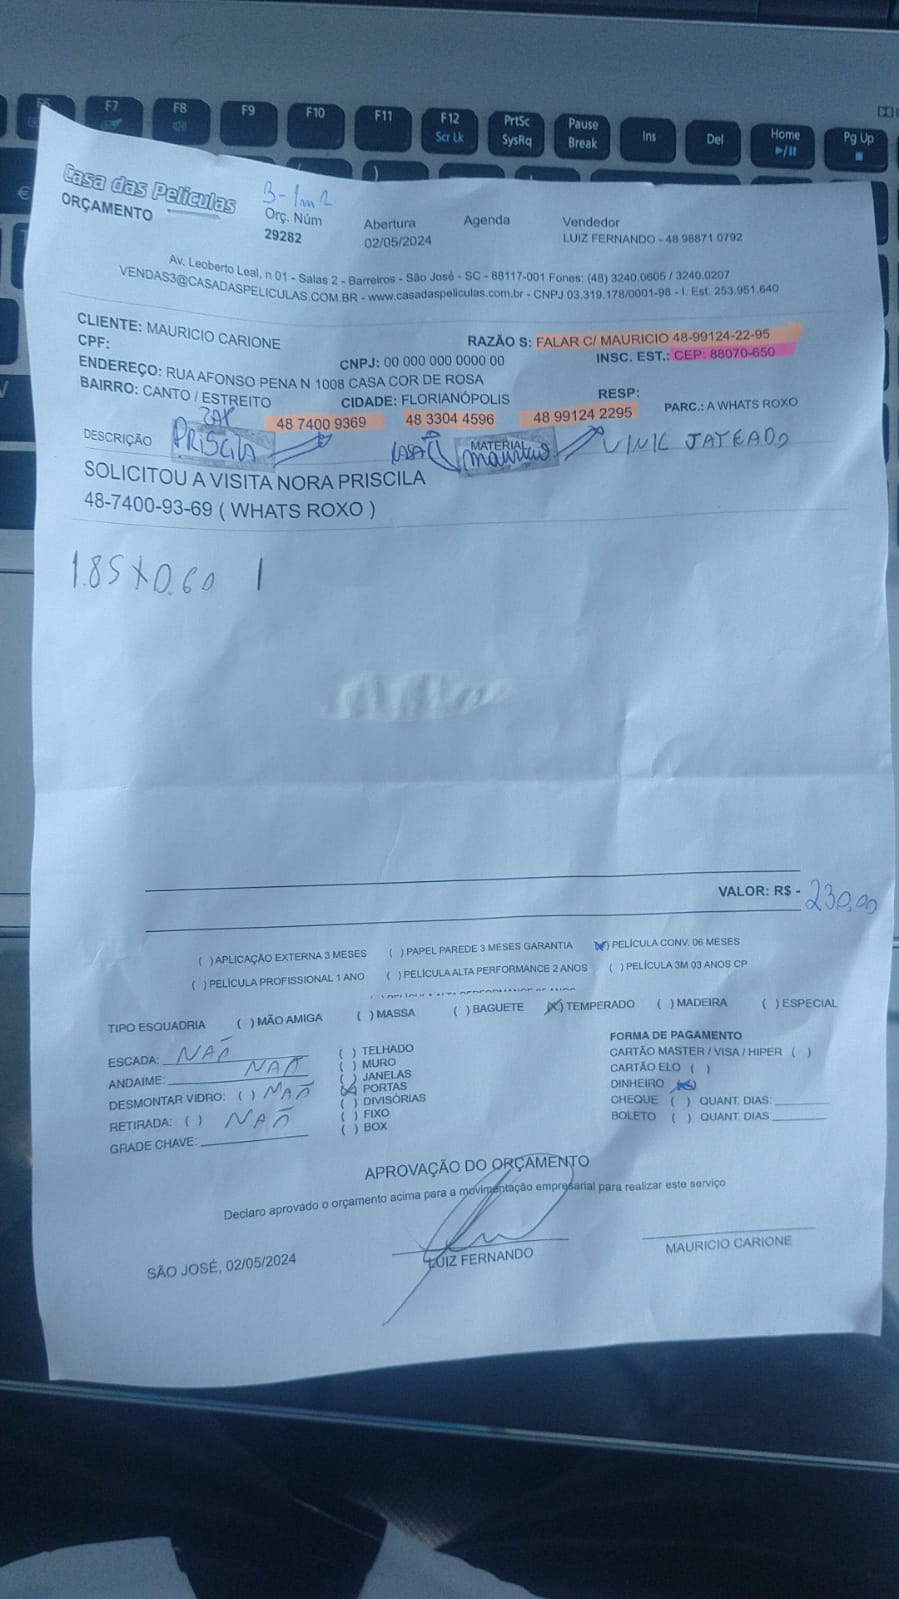 F7 F8 F9 F10 F11 F12 PrtSc Pause Ins Del Home Pg Up
Scr Lk SysRq Break
Casa das Películas
ORÇAMENTO
3-1m2
Orç. Núm
29282
Abertura
02/05/2024
Agenda
Vendedor
LUIZ FERNANDO - 48 98871 0792
Av. Leoberto Leal, n 01 - Salas 2 - Barreiros - São José - SC - 88117-001 Fones: (48) 3240.0605 / 3240.0207
VENDAS3@CASADASPELICULAS.COM.BR - www.casadaspeliculas.com.br - CNPJ 03.319.178/0001-98 - I. Est. 253.951.640
CLIENTE: MAURICIO CARIONE RAZÃO S: FALAR C/ MAURICIO 48-99124-22-95
CPF: CNPJ: 00 000 000 0000 00 INSC. EST.: CEP: 88070-650
ENDEREÇO: RUA AFONSO PENA N 1008 CASA COR DE ROSA
BAIRRO: CANTO / ESTREITO CIDADE: FLORIANÓPOLIS RESP:
PARC.: A WHATS ROXO
ZAP
48 7400 9369 48 3304 4596 48 99124 2295
DESCRIÇÃO PRISCILA CASA MATERIAL mauricio VINIL JATEADO
SOLICITOU A VISITA NORA PRISCILA
48-7400-93-69 ( WHATS ROXO )
1.85X0.60 1
VALOR: R$ - 230,00
( ) APLICAÇÃO EXTERNA 3 MESES ( ) PAPEL PAREDE 3 MESES GARANTIA (X) PELÍCULA CONV. 06 MESES
( ) PELÍCULA PROFISSIONAL 1 ANO ( ) PELÍCULA ALTA PERFORMANCE 2 ANOS ( ) PELÍCULA 3M 03 ANOS CP
TIPO ESQUADRIA ( ) MÃO AMIGA ( ) MASSA ( ) BAGUETE (X) TEMPERADO ( ) MADEIRA ( ) ESPECIAL
ESCADA: NAÕ
ANDAIME: NAÕ
DESMONTAR VIDRO: ( ) NAÕ
RETIRADA: ( ) NAÕ
GRADE CHAVE:
( ) TELHADO
( ) MURO
( ) JANELAS
(X) PORTAS
( ) DIVISÓRIAS
( ) FIXO
( ) BOX
FORMA DE PAGAMENTO
CARTÃO MASTER / VISA / HIPER ( )
CARTÃO ELO ( )
DINHEIRO (X)
CHEQUE ( ) QUANT. DIAS:
BOLETO ( ) QUANT. DIAS
APROVAÇÃO DO ORÇAMENTO
Declaro aprovado o orçamento acima para a movimentação empresarial para realizar este serviço
SÃO JOSÉ, 02/05/2024
LUIZ FERNANDO
MAURICIO CARIONE